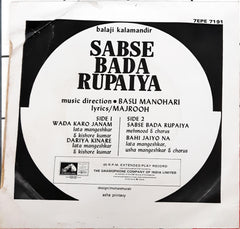 7EPE 7191
balaji kalamandir
SABSE
BADA
RUPAIYA
music direction • BASU MANOHARI
lyrics/MAJROOH
SIDE 1
WADA KARO JANAM
lata mangeshkar
& kishore kumar
DARIYA KINARE
lata mangeshkar
& kishore kumar
SIDE 2
SABSE BADA RUPAIYA
mehmood & chorus
BAHI JAIYO NA
lata mangeshkar,
usha mangeshkar & chorus
45 R.P.M. EXTENDED PLAY RECORD
THE GRAMOPHONE COMPANY OF INDIA LIMITED